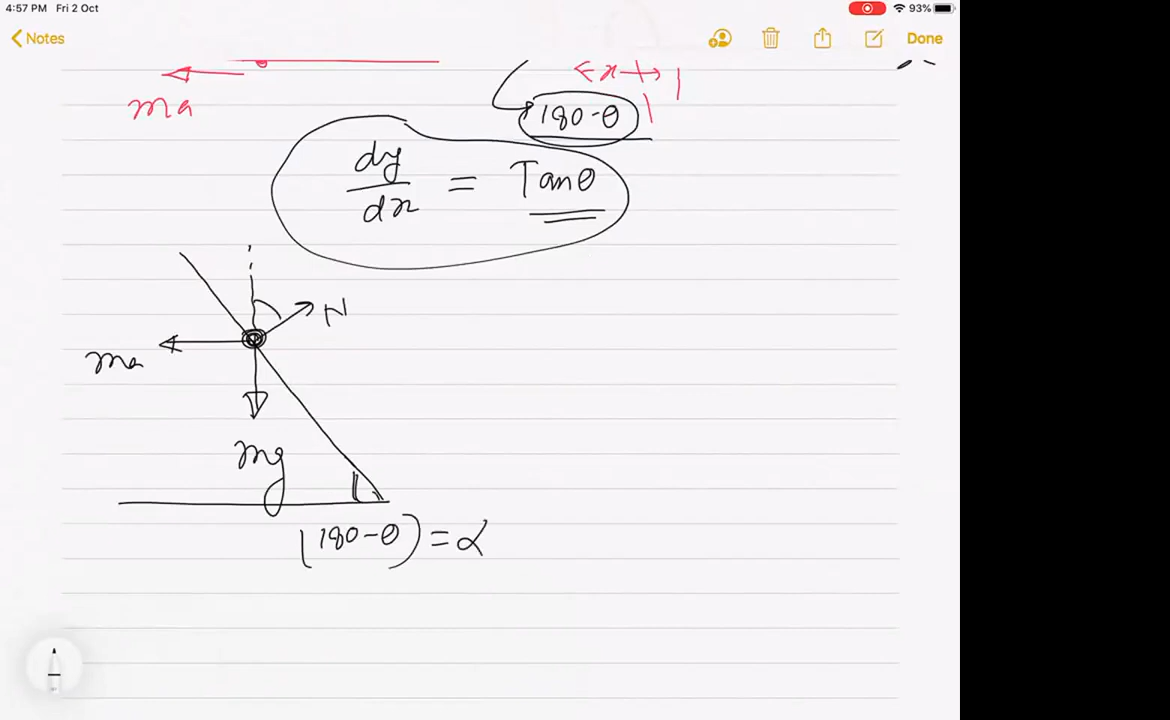 4:57 PM Fri 2 Oct
93%
Notes
Done
ma
x
180-θ
dy/dx = Tanθ
N
ma
mg
(180-θ) = α